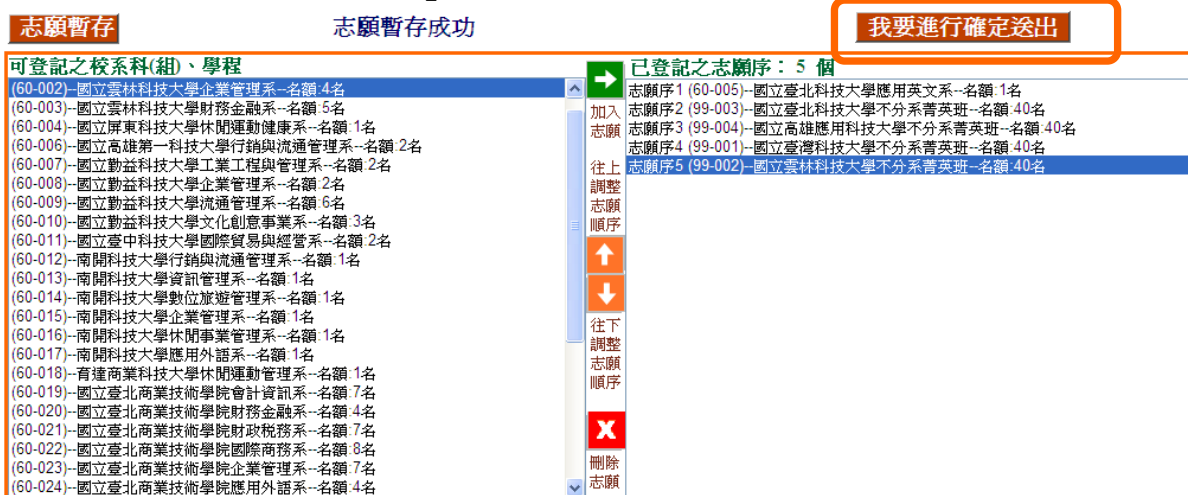 志願暫存
志願暫存成功
我要進行確定送出
可登記之校系科(組)、學程
(60-002)--國立雲林科技大學企業管理系--名額:4名
(60-003)--國立雲林科技大學財務金融系--名額:5名
(60-004)--國立屏東科技大學休閒運動健康系--名額:1名
(60-006)--國立高雄第一科技大學行銷與流通管理系--名額:2名
(60-007)--國立勤益科技大學工業工程與管理系--名額:2名
(60-008)--國立勤益科技大學企業管理系--名額:2名
(60-009)--國立勤益科技大學流通管理系--名額:6名
(60-010)--國立勤益科技大學文化創意事業系--名額:3名
(60-011)--國立臺中科技大學國際貿易與經營系--名額:2名
(60-012)--南開科技大學行銷與流通管理系--名額:1名
(60-013)--南開科技大學資訊管理系--名額:1名
(60-014)--南開科技大學數位旅遊管理系--名額:1名
(60-015)--南開科技大學企業管理系--名額:1名
(60-016)--南開科技大學休閒事業管理系--名額:1名
(60-017)--南開科技大學應用外語系--名額:1名
(60-018)--育達商業科技大學休閒運動管理系--名額:1名
(60-019)--國立臺北商業技術學院會計資訊系--名額:7名
(60-020)--國立臺北商業技術學院財務金融系--名額:4名
(60-021)--國立臺北商業技術學院財政稅務系--名額:7名
(60-022)--國立臺北商業技術學院國際商務系--名額:8名
(60-023)--國立臺北商業技術學院企業管理系--名額:7名
(60-024)--國立臺北商業技術學院應用外語系--名額:4名
加入
志願
往上
調整
志願
順序
往下
調整
志願
順序
X
刪除
志願
已登記之志願序：5 個
志願序1 (60-005)--國立臺北科技大學應用英文系--名額:1名
志願序2 (99-003)--國立臺北科技大學不分系菁英班--名額:40名
志願序3 (99-004)--國立高雄應用科技大學不分系菁英班--名額:40名
志願序4 (99-001)--國立臺灣科技大學不分系菁英班--名額:40名
志願序5 (99-002)--國立雲林科技大學不分系菁英班--名額:40名